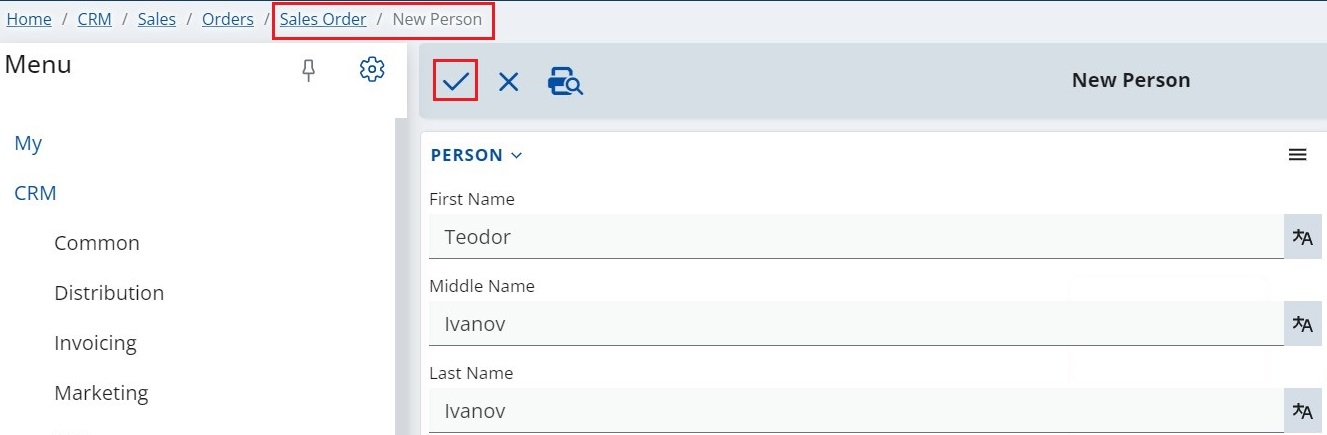 Home / CRM / Sales / Orders / Sales Order / New Person
Menu
New Person
My
CRM
Common
Distribution
Invoicing
Marketing
PERSON
First Name
Teodor
Middle Name
Ivanov
Last Name
Ivanov